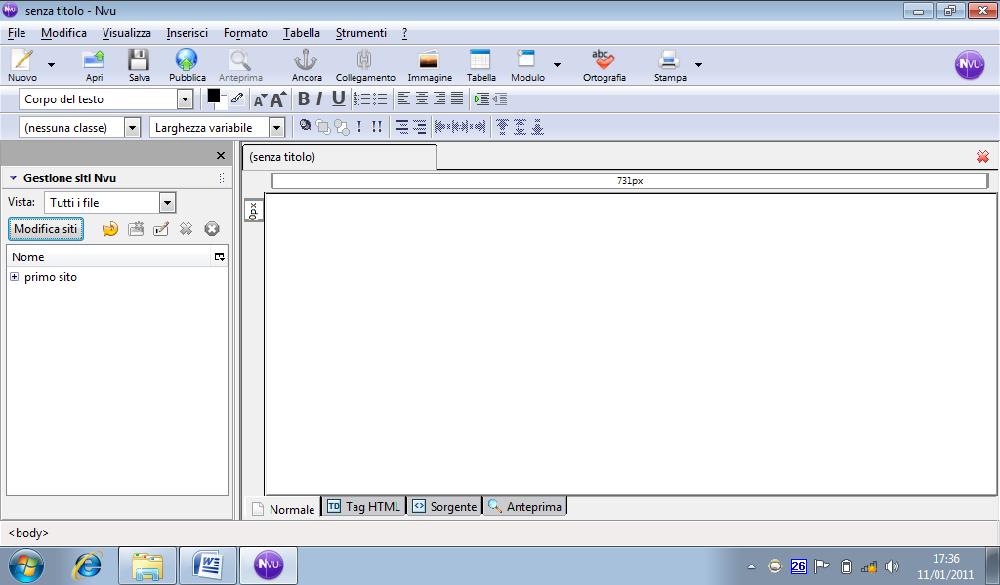 senza titolo - Nvu
File Modifica Visualizza Inserisci Formato Tabella Strumenti ?
Nuovo Apri Salva Pubblica Anteprima Ancora Collegamento Immagine Tabella Modulo Ortografia Stampa
Corpo del testo
(nessuna classe) Larghezza variabile
(senza titolo)
Gestione siti Nvu
731px
Vista: Tutti i file
0px
Modifica siti
Nome
primo sito
Normale Tag HTML Sorgente Anteprima
<body>
26
17:36
11/01/2011